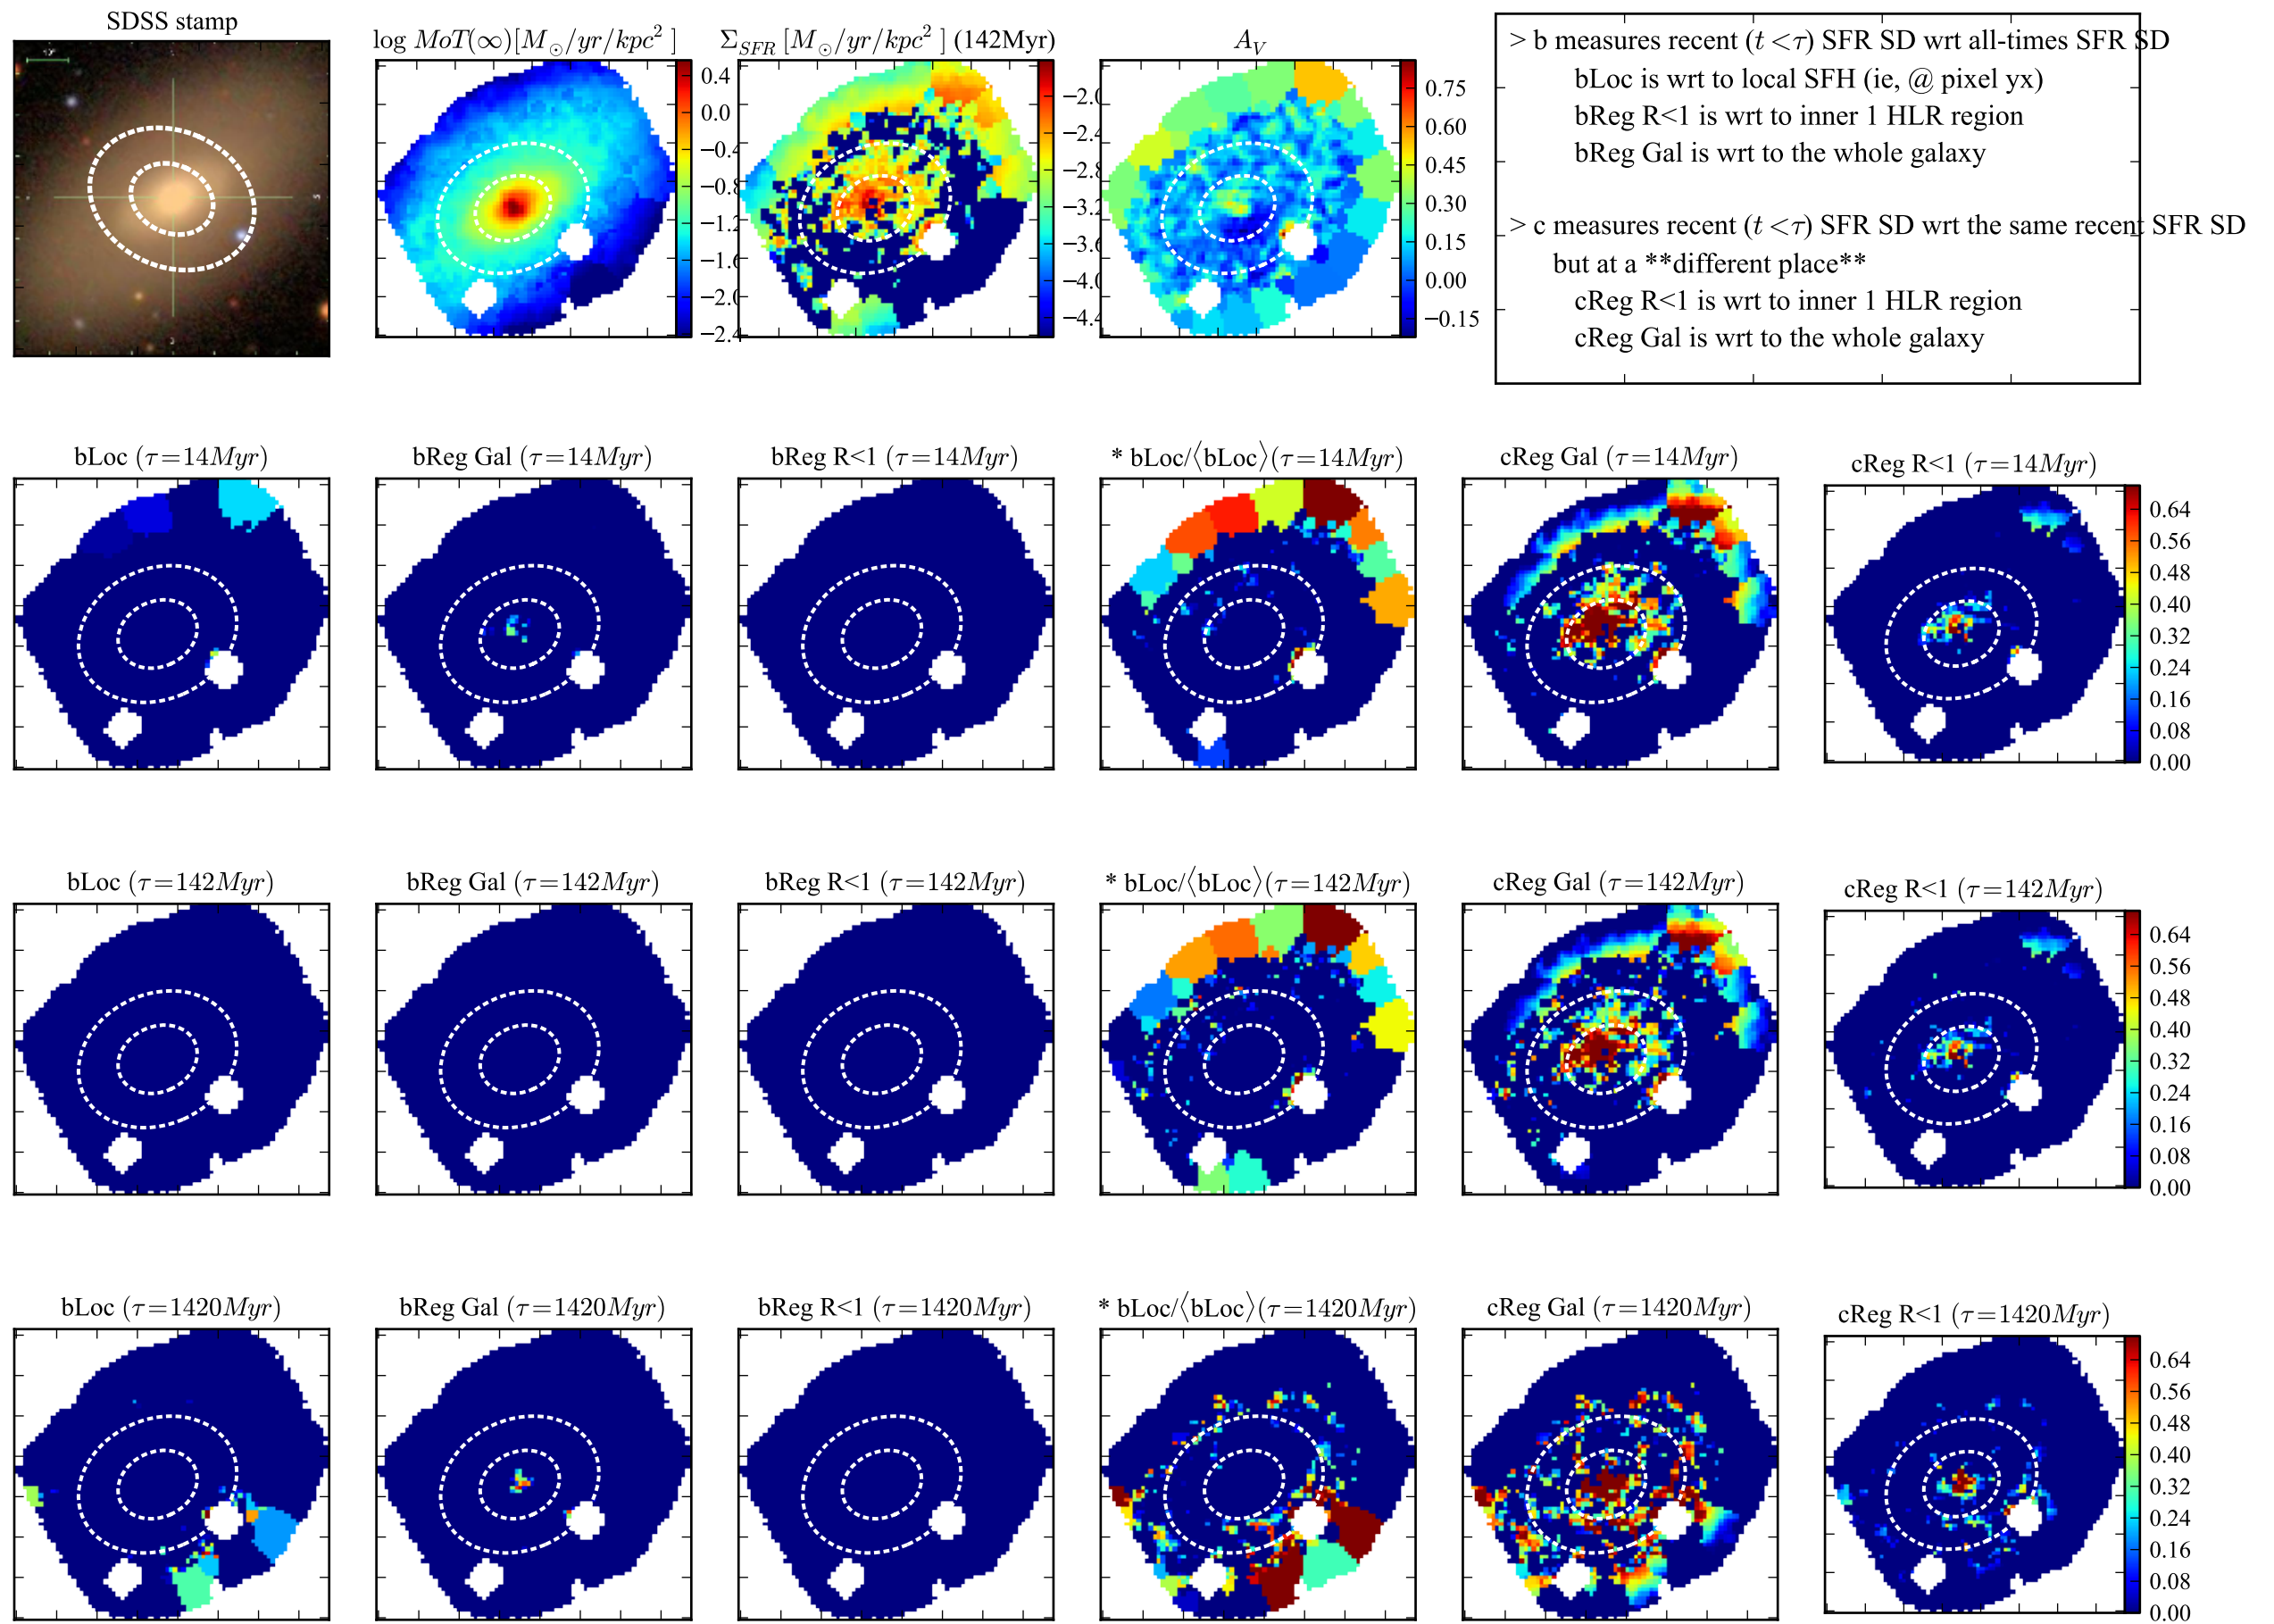 SDSS stamp
log MoT(∞)[M⊙/yr/kpc² ]
Σ_SFR [M⊙/yr/kpc² ] (142Myr)
A_V
0.4
0.0
−0.4
−0.8
−1.2
−1.6
−2.0
−2.4
−2.0
−2.4
−2.8
−3.2
−3.6
−4.0
−4.4
0.75
0.60
0.45
0.30
0.15
0.00
−0.15
> b measures recent (t <τ) SFR SD wrt all-times SFR SD
bLoc is wrt to local SFH (ie, @ pixel yx)
bReg R<1 is wrt to inner 1 HLR region
bReg Gal is wrt to the whole galaxy
> c measures recent (t <τ) SFR SD wrt the same recent SFR SD
but at a **different place**
cReg R<1 is wrt to inner 1 HLR region
cReg Gal is wrt to the whole galaxy
bLoc (τ=14Myr)
bReg Gal (τ=14Myr)
bReg R<1 (τ=14Myr)
* bLoc/⟨bLoc⟩(τ=14Myr)
cReg Gal (τ=14Myr)
cReg R<1 (τ=14Myr)
0.64
0.56
0.48
0.40
0.32
0.24
0.16
0.08
0.00
bLoc (τ=142Myr)
bReg Gal (τ=142Myr)
bReg R<1 (τ=142Myr)
* bLoc/⟨bLoc⟩(τ=142Myr)
cReg Gal (τ=142Myr)
cReg R<1 (τ=142Myr)
0.64
0.56
0.48
0.40
0.32
0.24
0.16
0.08
0.00
bLoc (τ=1420Myr)
bReg Gal (τ=1420Myr)
bReg R<1 (τ=1420Myr)
* bLoc/⟨bLoc⟩(τ=1420Myr)
cReg Gal (τ=1420Myr)
cReg R<1 (τ=1420Myr)
0.64
0.56
0.48
0.40
0.32
0.24
0.16
0.08
0.00